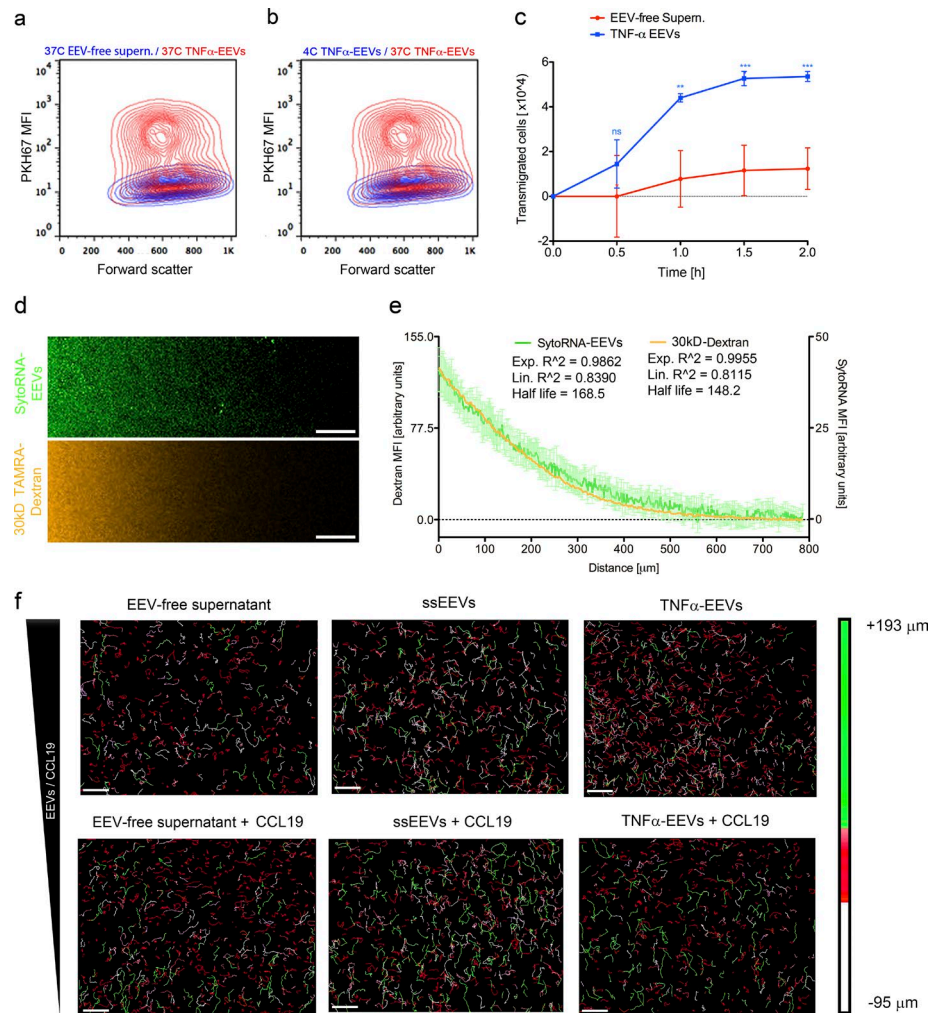 a
37C EEV-free supern. / 37C TNFα-EEVs
PKH67 MFI
10^4
10^3
10^2
10^1
10^0
0 200 400 600 800 1K
Forward scatter
b
4C TNFα-EEVs / 37C TNFα-EEVs
PKH67 MFI
10^4
10^3
10^2
10^1
10^0
0 200 400 600 800 1K
Forward scatter
c
EEV-free Supern.
TNF-α EEVs
Transmigrated cells [x10^4]
6
4
2
0
-2
ns
**
***
***
0.0 0.5 1.0 1.5 2.0
Time [h]
d
SytoRNA-
EEVs
30kD TAMRA-
Dextran
e
155.0
77.5
0.0
Dextran MFI [arbitrary units]
SytoRNA-EEVs
Exp. R^2 = 0.9862
Lin. R^2 = 0.8390
Half life = 168.5
30kD-Dextran
Exp. R^2 = 0.9955
Lin. R^2 = 0.8115
Half life = 148.2
50
25
0
SytoRNA MFI
[arbitrary units]
0 100 200 300 400 500 600 700 800
Distance [μm]
f
EEVs / CCL19
EEV-free supernatant
ssEEVs
TNFα-EEVs
EEV-free supernatant + CCL19
ssEEVs + CCL19
TNFα-EEVs + CCL19
+193 μm
-95 μm